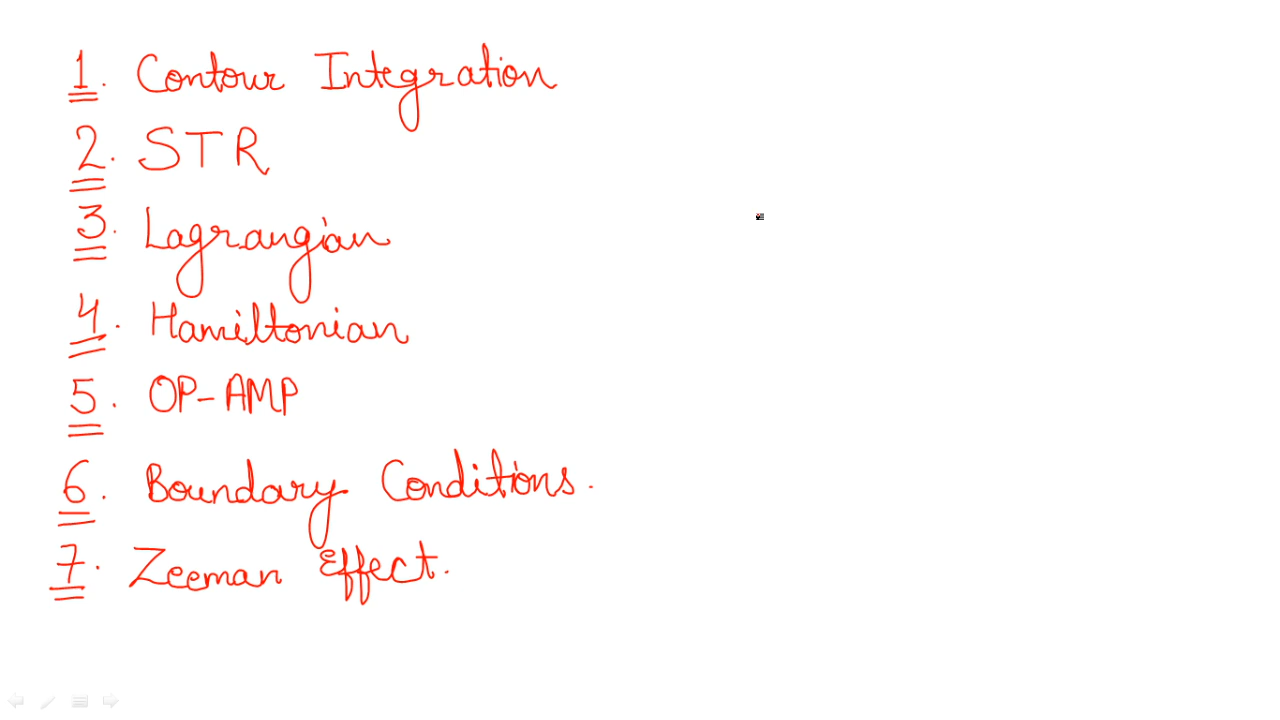 1. Contour Integration
2. STR
3. Lagrangian
4. Hamiltonian
5. OP-AMP
6. Boundary Conditions.
7. Zeeman Effect.